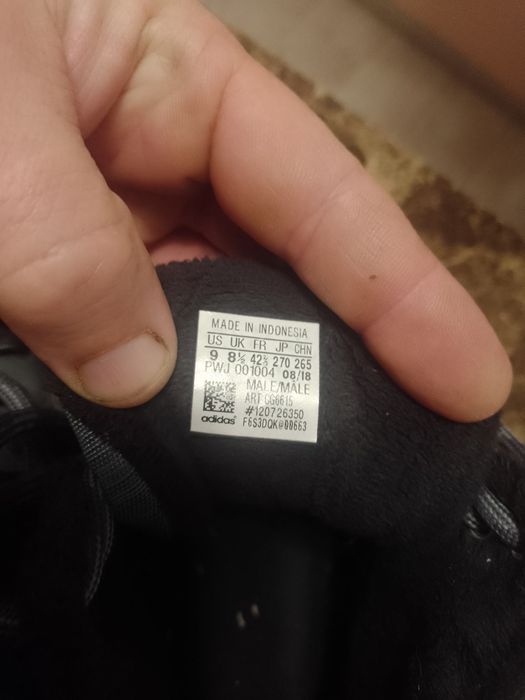 MADE IN INDONESIA
US UK FR JP CHN
9 8½ 42⅔ 270 265
PWJ 001004 08/18
MALE/MALE
ART CG6615
#120726350
adidas F6S3DQK@00663